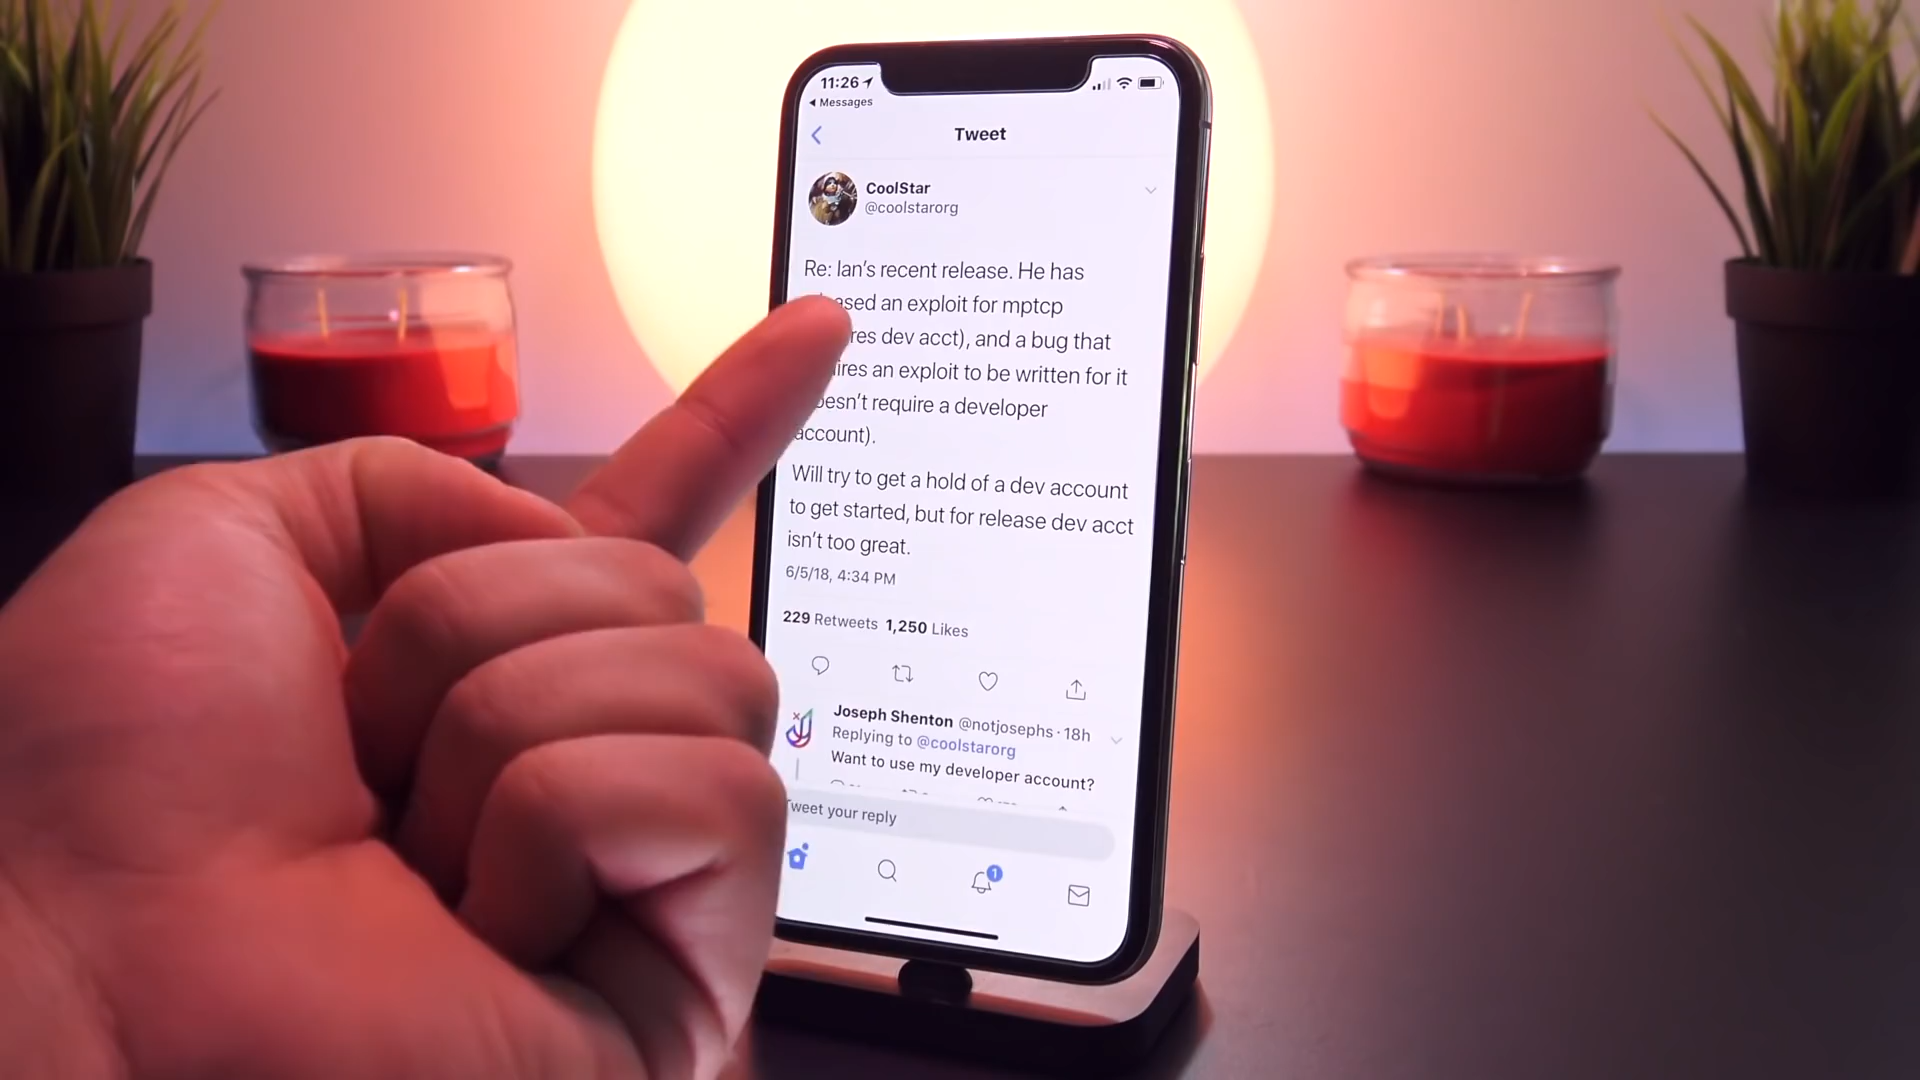 11:26
Messages
Tweet
CoolStar
@coolstarorg
Re: Ian's recent release. He has
an exploit for mptcp
dev acct), and a bug that
an exploit to be written for it
require a developer
account).
Will try to get a hold of a dev account
to get started, but for release dev acct
isn't too great.
6/5/18, 4:34 PM
229 Retweets 1,250 Likes
Joseph Shenton @notjosephs · 18h
Replying to @coolstarorg
Want to use my developer account?
Tweet your reply
1